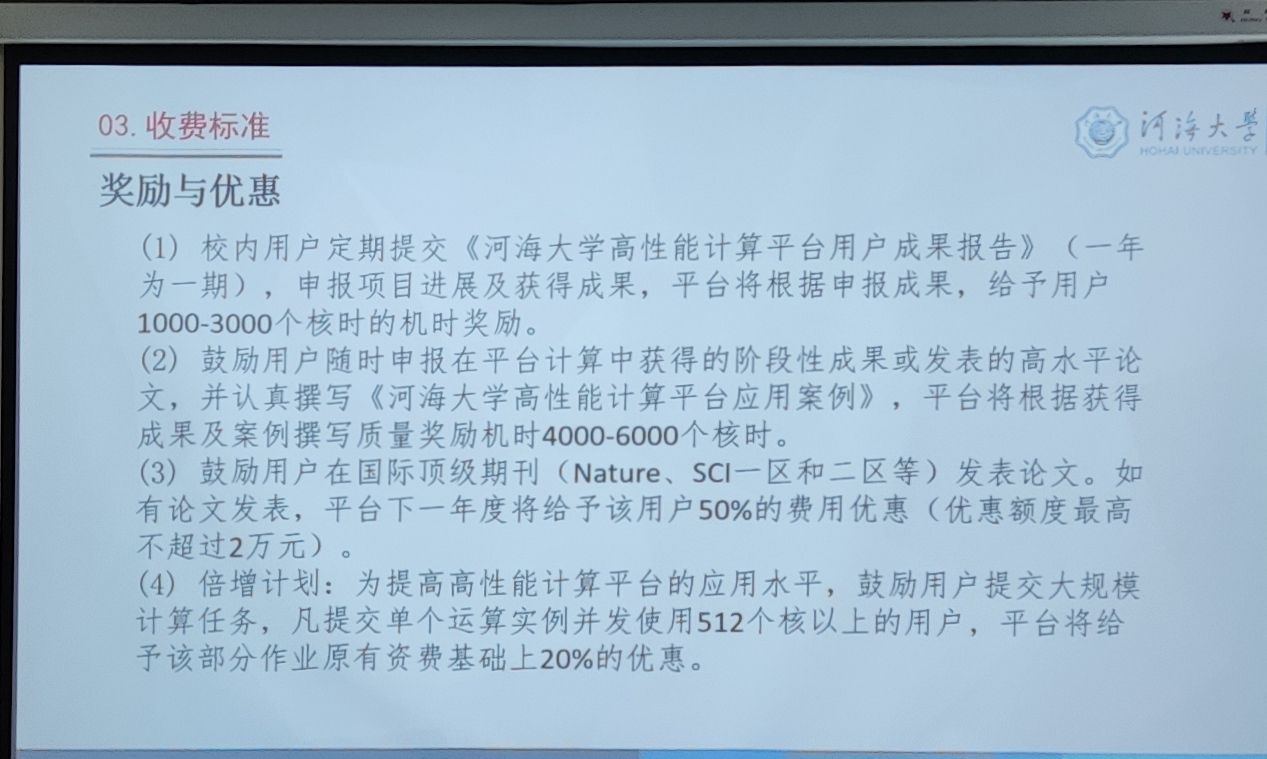 03.收费标准
河海大學
HOHAI UNIVERSITY
奖励与优惠
(1) 校内用户定期提交《河海大学高性能计算平台用户成果报告》(一年
为一期),申报项目进展及获得成果,平台将根据申报成果,给予用户
1000-3000个核时的机时奖励。
(2) 鼓励用户随时申报在平台计算中获得的阶段性成果或发表的高水平论
文,并认真撰写《河海大学高性能计算平台应用案例》,平台将根据获得
成果及案例撰写质量奖励机时4000-6000个核时。
(3) 鼓励用户在国际顶级期刊(Nature、SCI一区和二区等)发表论文。如
有论文发表,平台下一年度将给予该用户50%的费用优惠(优惠额度最高
不超过2万元)。
(4) 倍增计划:为提高高性能计算平台的应用水平,鼓励用户提交大规模
计算任务,凡提交单个运算实例并发使用512个核以上的用户,平台将给
予该部分作业原有资费基础上20%的优惠。